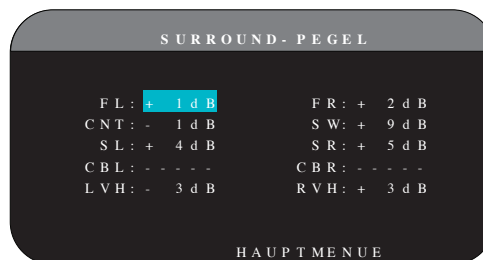 SURROUND-PEGEL
FL: + 1dB FR: + 2dB
CNT: - 1dB SW: + 9dB
SL: + 4dB SR: + 5dB
CBL: ----- CBR: -----
LVH: - 3dB RVH: + 3dB
HAUPTMENUE